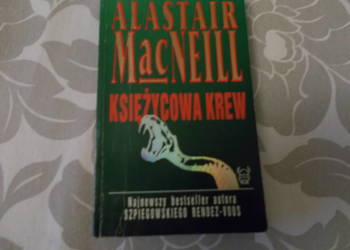 ALASTAIR
MacNEILL
KSIĘŻYCOWA KREW
Najnowszy bestseller autora
SZPIEGOWSKIEGO RENDEZ-VOUS